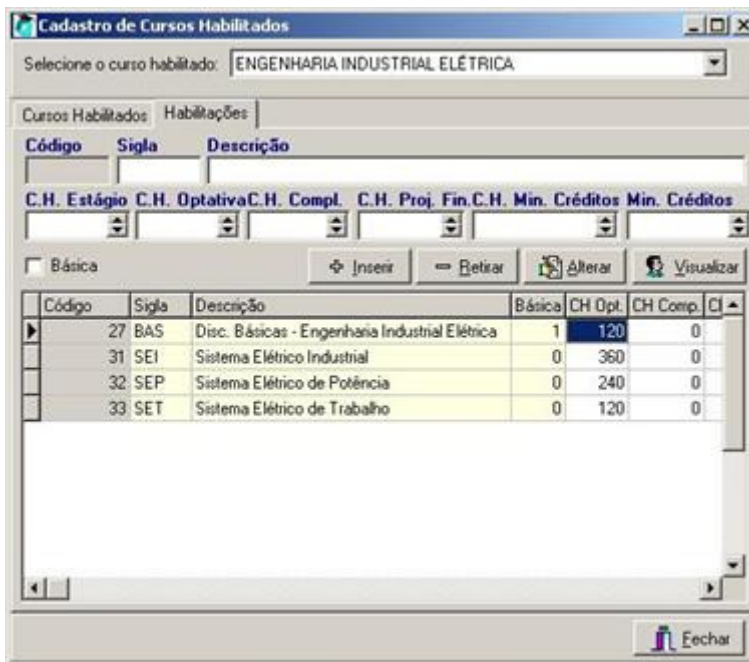 Cadastro de Cursos Habilitados
Selecione o curso habilitado: ENGENHARIA INDUSTRIAL ELÉTRICA
Cursos Habilitados Habilitações
Código Sigla Descrição
C.H. Estágio C.H. Optativa C.H. Compl. C.H. Proj. Fin. C.H. Min. Créditos Min. Créditos
Básica Inserir Retirar Alterar Visualizar
Código Sigla Descrição Básica CH Opt. CH Comp. Cl
27 BAS Disc. Básicas - Engenharia Industrial Elétrica 1 120 0
31 SEI Sistema Elétrico Industrial 0 360 0
32 SEP Sistema Elétrico de Potência 0 240 0
33 SET Sistema Elétrico de Trabalho 0 120 0
Fechar